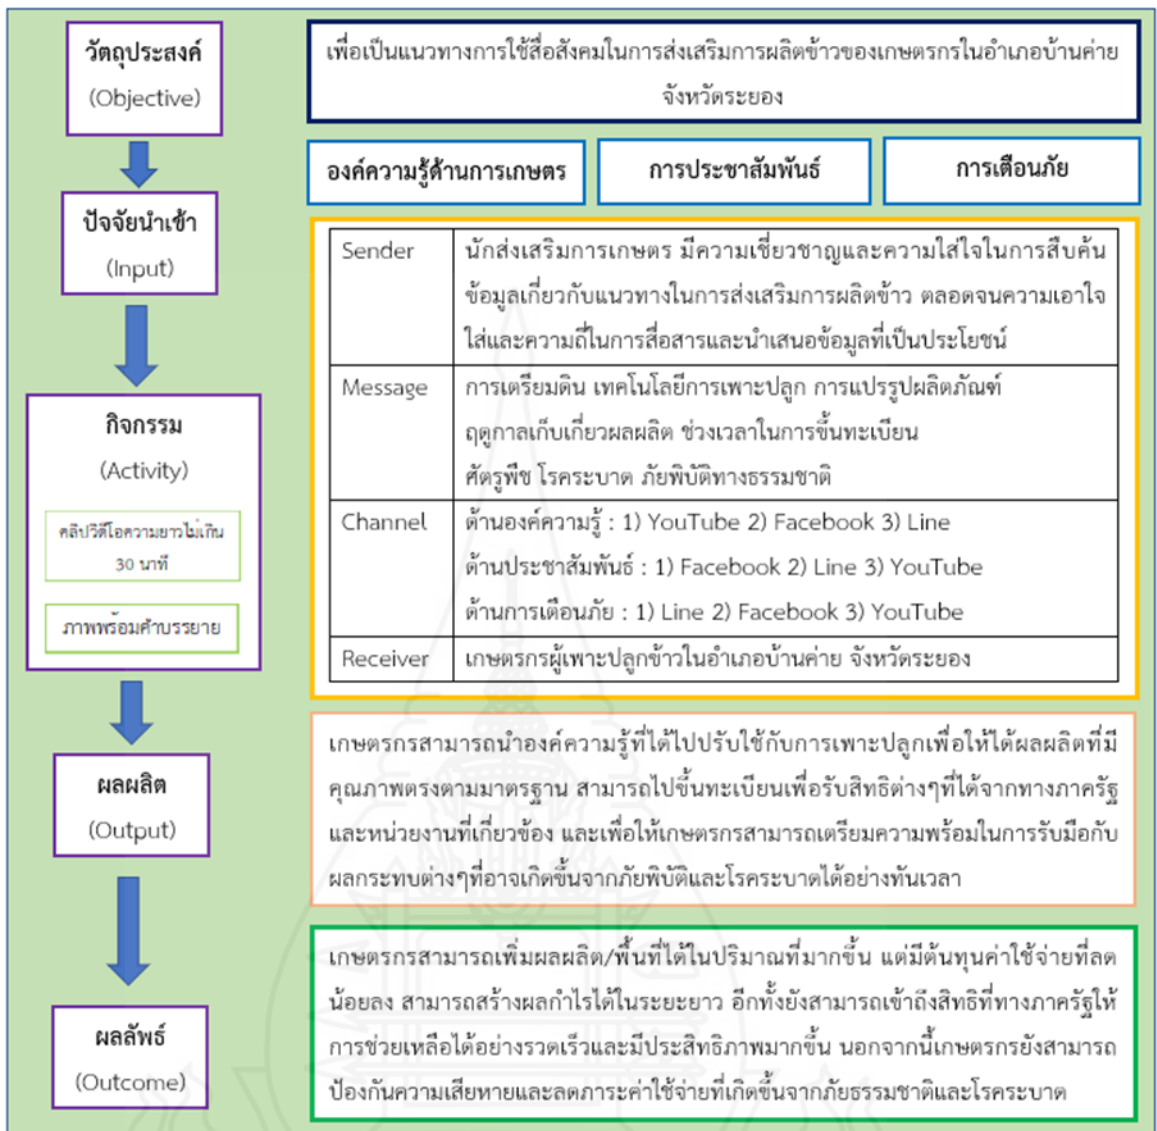 วัตถุประสงค์
(Objective)
เพื่อเป็นแนวทางการใช้สื่อสังคมในการส่งเสริมการผลิตข้าวของเกษตรกรในอำเภอบ้านค่าย
จังหวัดระยอง
ปัจจัยนำเข้า
(Input)
องค์ความรู้ด้านการเกษตร
การประชาสัมพันธ์
การเตือนภัย
กิจกรรม
(Activity)
คลิปวิดีโอความยาวไม่เกิน
30 นาที
ภาพพร้อมคำบรรยาย
Sender
นักส่งเสริมการเกษตร มีความเชี่ยวชาญและความใส่ใจในการสืบค้น
ข้อมูลเกี่ยวกับแนวทางในการส่งเสริมการผลิตข้าว ตลอดจนความเอาใจ
ใส่และความถี่ในการสื่อสารและนำเสนอข้อมูลที่เป็นประโยชน์
Message
การเตรียมดิน เทคโนโลยีการเพาะปลูก การแปรรูปผลิตภัณฑ์
ฤดูกาลเก็บเกี่ยวผลผลิต ช่วงเวลาในการขึ้นทะเบียน
ศัตรูพืช โรคระบาด ภัยพิบัติทางธรรมชาติ
Channel
ด้านองค์ความรู้ : 1) YouTube 2) Facebook 3) Line
ด้านประชาสัมพันธ์ : 1) Facebook 2) Line 3) YouTube
ด้านการเตือนภัย : 1) Line 2) Facebook 3) YouTube
Receiver
เกษตรกรผู้เพาะปลูกข้าวในอำเภอบ้านค่าย จังหวัดระยอง
ผลผลิต
(Output)
เกษตรกรสามารถนำองค์ความรู้ที่ได้ไปปรับใช้กับการเพาะปลูกเพื่อให้ได้ผลผลิตที่มี
คุณภาพตรงตามมาตรฐาน สามารถไปขึ้นทะเบียนเพื่อรับสิทธิต่างๆที่ได้จากทางภาครัฐ
และหน่วยงานที่เกี่ยวข้อง และเพื่อให้เกษตรกรสามารถเตรียมความพร้อมในการรับมือกับ
ผลกระทบต่างๆที่อาจเกิดขึ้นจากภัยพิบัติและโรคระบาดได้อย่างทันเวลา
ผลลัพธ์
(Outcome)
เกษตรกรสามารถเพิ่มผลผลิต/พื้นที่ได้ในปริมาณที่มากขึ้น แต่มีต้นทุนค่าใช้จ่ายที่ลด
น้อยลง สามารถสร้างผลกำไรได้ในระยะยาว อีกทั้งยังสามารถเข้าถึงสิทธิที่ทางภาครัฐให้
การช่วยเหลือได้อย่างรวดเร็วและมีประสิทธิภาพมากขึ้น นอกจากนี้เกษตรกรยังสามารถ
ป้องกันความเสียหายและลดภาระค่าใช้จ่ายที่เกิดขึ้นจากภัยธรรมชาติและโรคระบาด